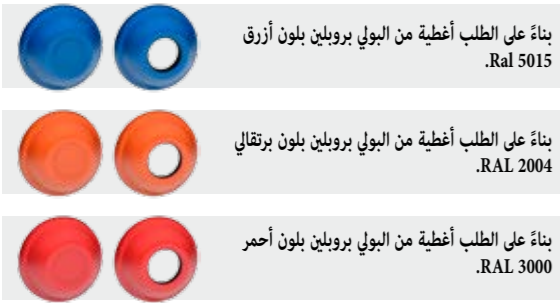 بناءً على الطلب أغطية من البولي بروبلين بلون أزرق
Ral 5015.
بناءً على الطلب أغطية من البولي بروبلين بلون برتقالي
RAL 2004.
بناءً على الطلب أغطية من البولي بروبلين بلون أحمر
RAL 3000.